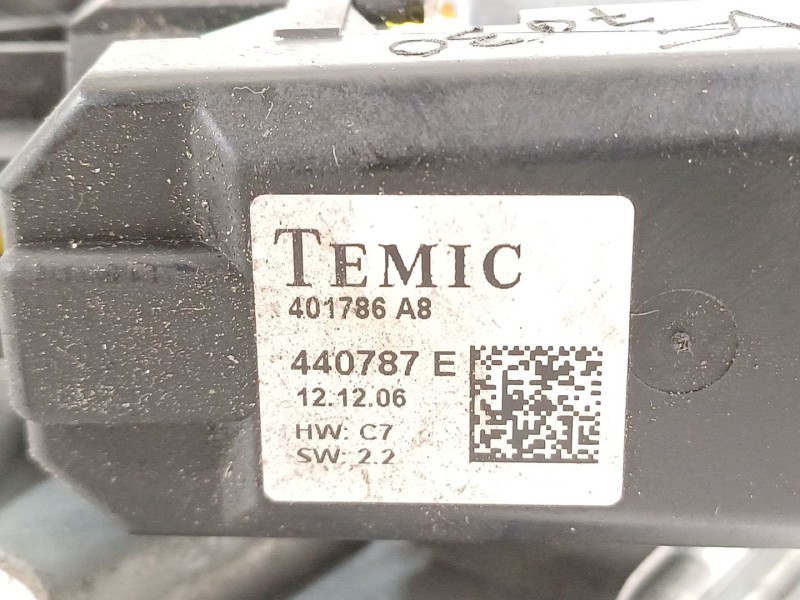 TEMIC
401786 A8
440787 E
12.12.06
HW: C7
SW: 2.2